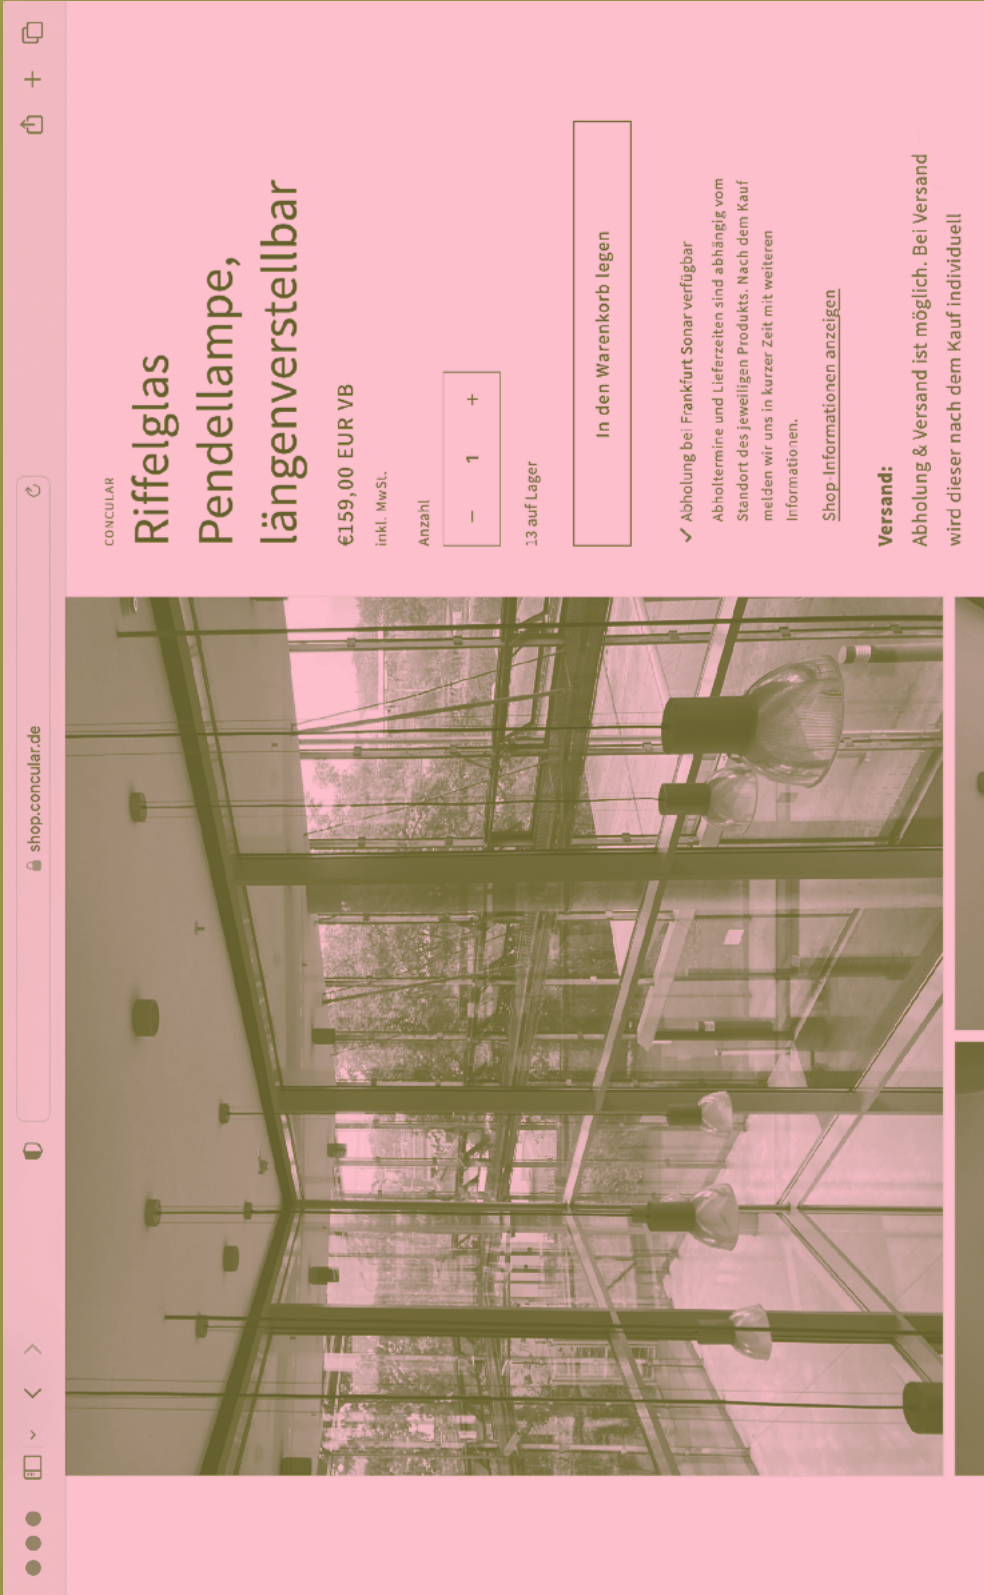 shop.concular.de
CONCULAR
Riffelglas
Pendellampe,
längenverstellbar
€159,00 EUR VB
inkl. MwSt.
Anzahl
− 1 +
13 auf Lager
In den Warenkorb legen
✓ Abholung bei Frankfurt Sonar verfügbar
Abholtermine und Lieferzeiten sind abhängig vom
Standort des jeweiligen Produkts. Nach dem Kauf
melden wir uns in kurzer Zeit mit weiteren
Informationen.
Shop-Informationen anzeigen
Versand:
Abholung & Versand ist möglich. Bei Versand
wird dieser nach dem Kauf individuell